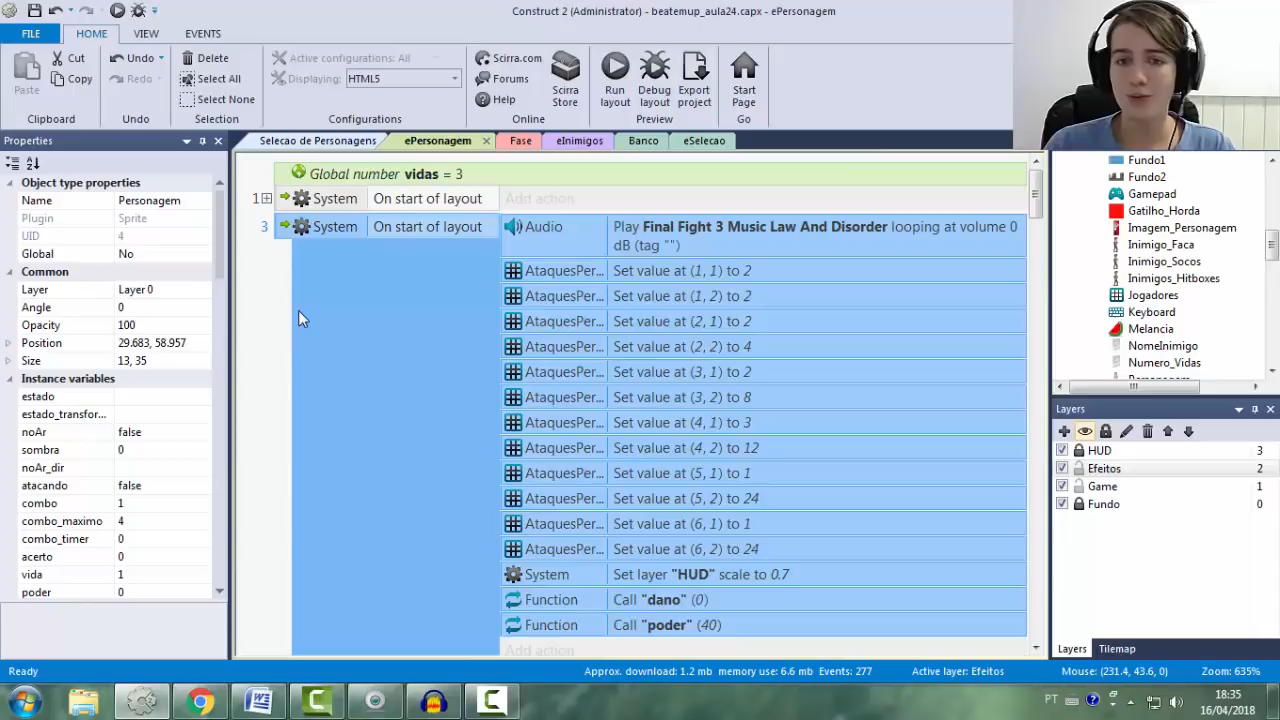 Construct 2 (Administrator) - beatemup_aula24.capx - ePersonagem
FILE HOME VIEW EVENTS
Paste Cut Copy Clipboard
Undo Redo Undo
Delete Select All Select None Selection
Active configurations: All
Displaying: HTML5
Configurations
Scirra.com Forums Help Scirra Store Online
Run layout Debug layout Export project Preview
Start Page Go
Properties
Object type properties
Name Personagem
Plugin Sprite
UID 4
Global No
Common
Layer Layer 0
Angle 0
Opacity 100
Position 29.683, 58.957
Size 13, 35
Instance variables
estado
estado_transfor...
noAr false
sombra 0
noAr_dir
atacando false
combo 1
combo_maximo 4
combo_timer 0
acerto 0
vida 1
poder 0
Selecao de Personagens ePersonagem Fase eInimigos Banco eSelecao
Global number vidas = 3
1 System On start of layout Add action
3 System On start of layout Audio Play Final Fight 3 Music Law And Disorder looping at volume 0
dB (tag "")
AtaquesPer... Set value at (1, 1) to 2
AtaquesPer... Set value at (1, 2) to 2
AtaquesPer... Set value at (2, 1) to 2
AtaquesPer... Set value at (2, 2) to 4
AtaquesPer... Set value at (3, 1) to 2
AtaquesPer... Set value at (3, 2) to 8
AtaquesPer... Set value at (4, 1) to 3
AtaquesPer... Set value at (4, 2) to 12
AtaquesPer... Set value at (5, 1) to 1
AtaquesPer... Set value at (5, 2) to 24
AtaquesPer... Set value at (6, 1) to 1
AtaquesPer... Set value at (6, 2) to 24
System Set layer "HUD" scale to 0.7
Function Call "dano" (0)
Function Call "poder" (40)
Add action
Fundo1
Fundo2
Gamepad
Gatilho_Horda
Imagem_Personagem
Inimigo_Faca
Inimigo_Socos
Inimigos_Hitboxes
Jogadores
Keyboard
Melancia
NomeInimigo
Numero_Vidas
Layers
HUD 3
Efeitos 2
Game 1
Fundo 0
Layers Tilemap
Ready Approx. download: 1.2 mb memory use: 6.6 mb Events: 277 Active layer: Efeitos Mouse: (231.4, 43.6, 0) Zoom: 635%
PT 18:35
16/04/2018